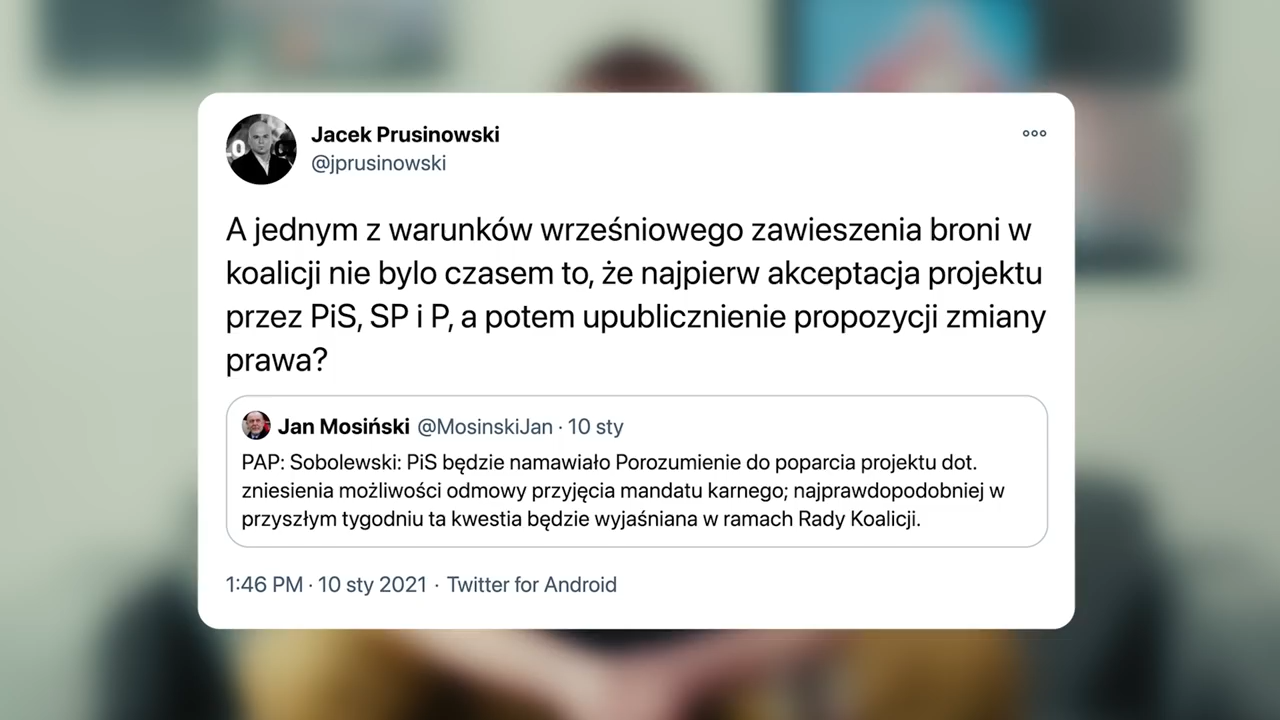 Jacek Prusinowski
@jprusinowski
A jednym z warunków wrześniowego zawieszenia broni w
koalicji nie bylo czasem to, że najpierw akceptacja projektu
przez PiS, SP i P, a potem upublicznienie propozycji zmiany
prawa?
Jan Mosiński @MosinskiJan · 10 sty
PAP: Sobolewski: PiS będzie namawiało Porozumienie do poparcia projektu dot.
zniesienia możliwości odmowy przyjęcia mandatu karnego; najprawdopodobniej w
przyszłym tygodniu ta kwestia będzie wyjaśniana w ramach Rady Koalicji.
1:46 PM · 10 sty 2021 · Twitter for Android